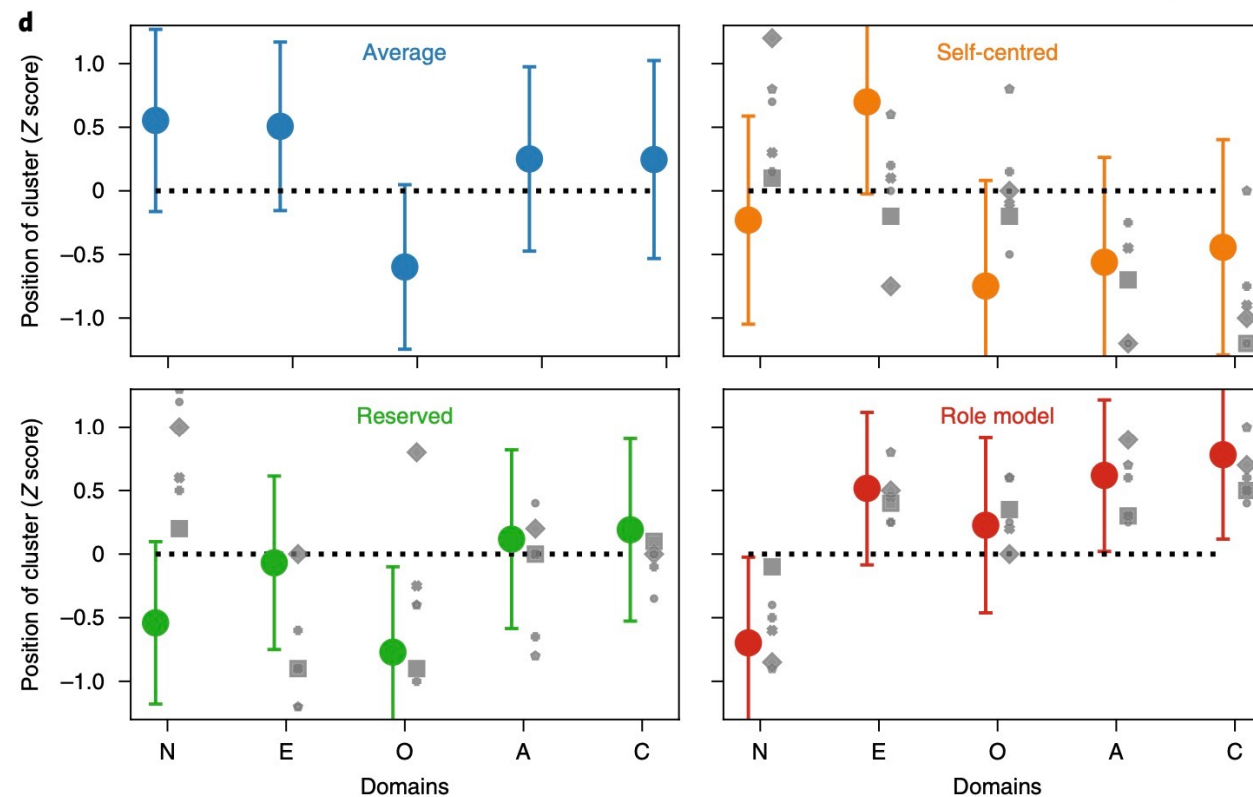 d
Average
Self-centred
Position of cluster (Z score)
1.0
0.5
0
−0.5
−1.0
Reserved
Role model
Position of cluster (Z score)
1.0
0.5
0
−0.5
−1.0
N E O A C N E O A C
Domains Domains